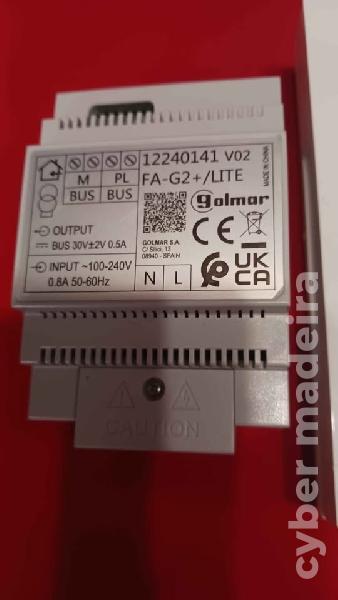 12240141 V02
M PL FA-G2+/LITE
BUS BUS
golmar
OUTPUT
BUS 30V±2V 0.5A
GOLMAR S.A.
C/ Silici, 13
08940 - SPAIN
INPUT ~100-240V
0.8A 50-60Hz
N L
CE
UK
CA
MADE IN CHINA
CAUTION
cyber madeira